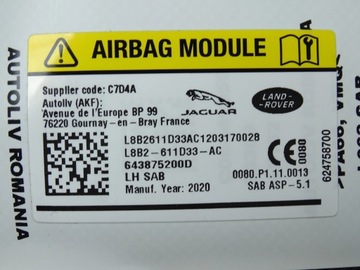 AIRBAG MODULE
Supplier code: C7D4A
Autoliv (AKF):
Avenue de l'Europe BP 99
76220 Gournay-en-Bray France
JAGUAR
LAND-
ROVER
L8B2611D33AC1203170028
L8B2-611D33-AC
643875200D
LH SAB
Manuf. Year: 2020
CE 0080
0080.P1.11.0013
SAB ASP-5.1
624758700
AUTOLIV ROMANIA